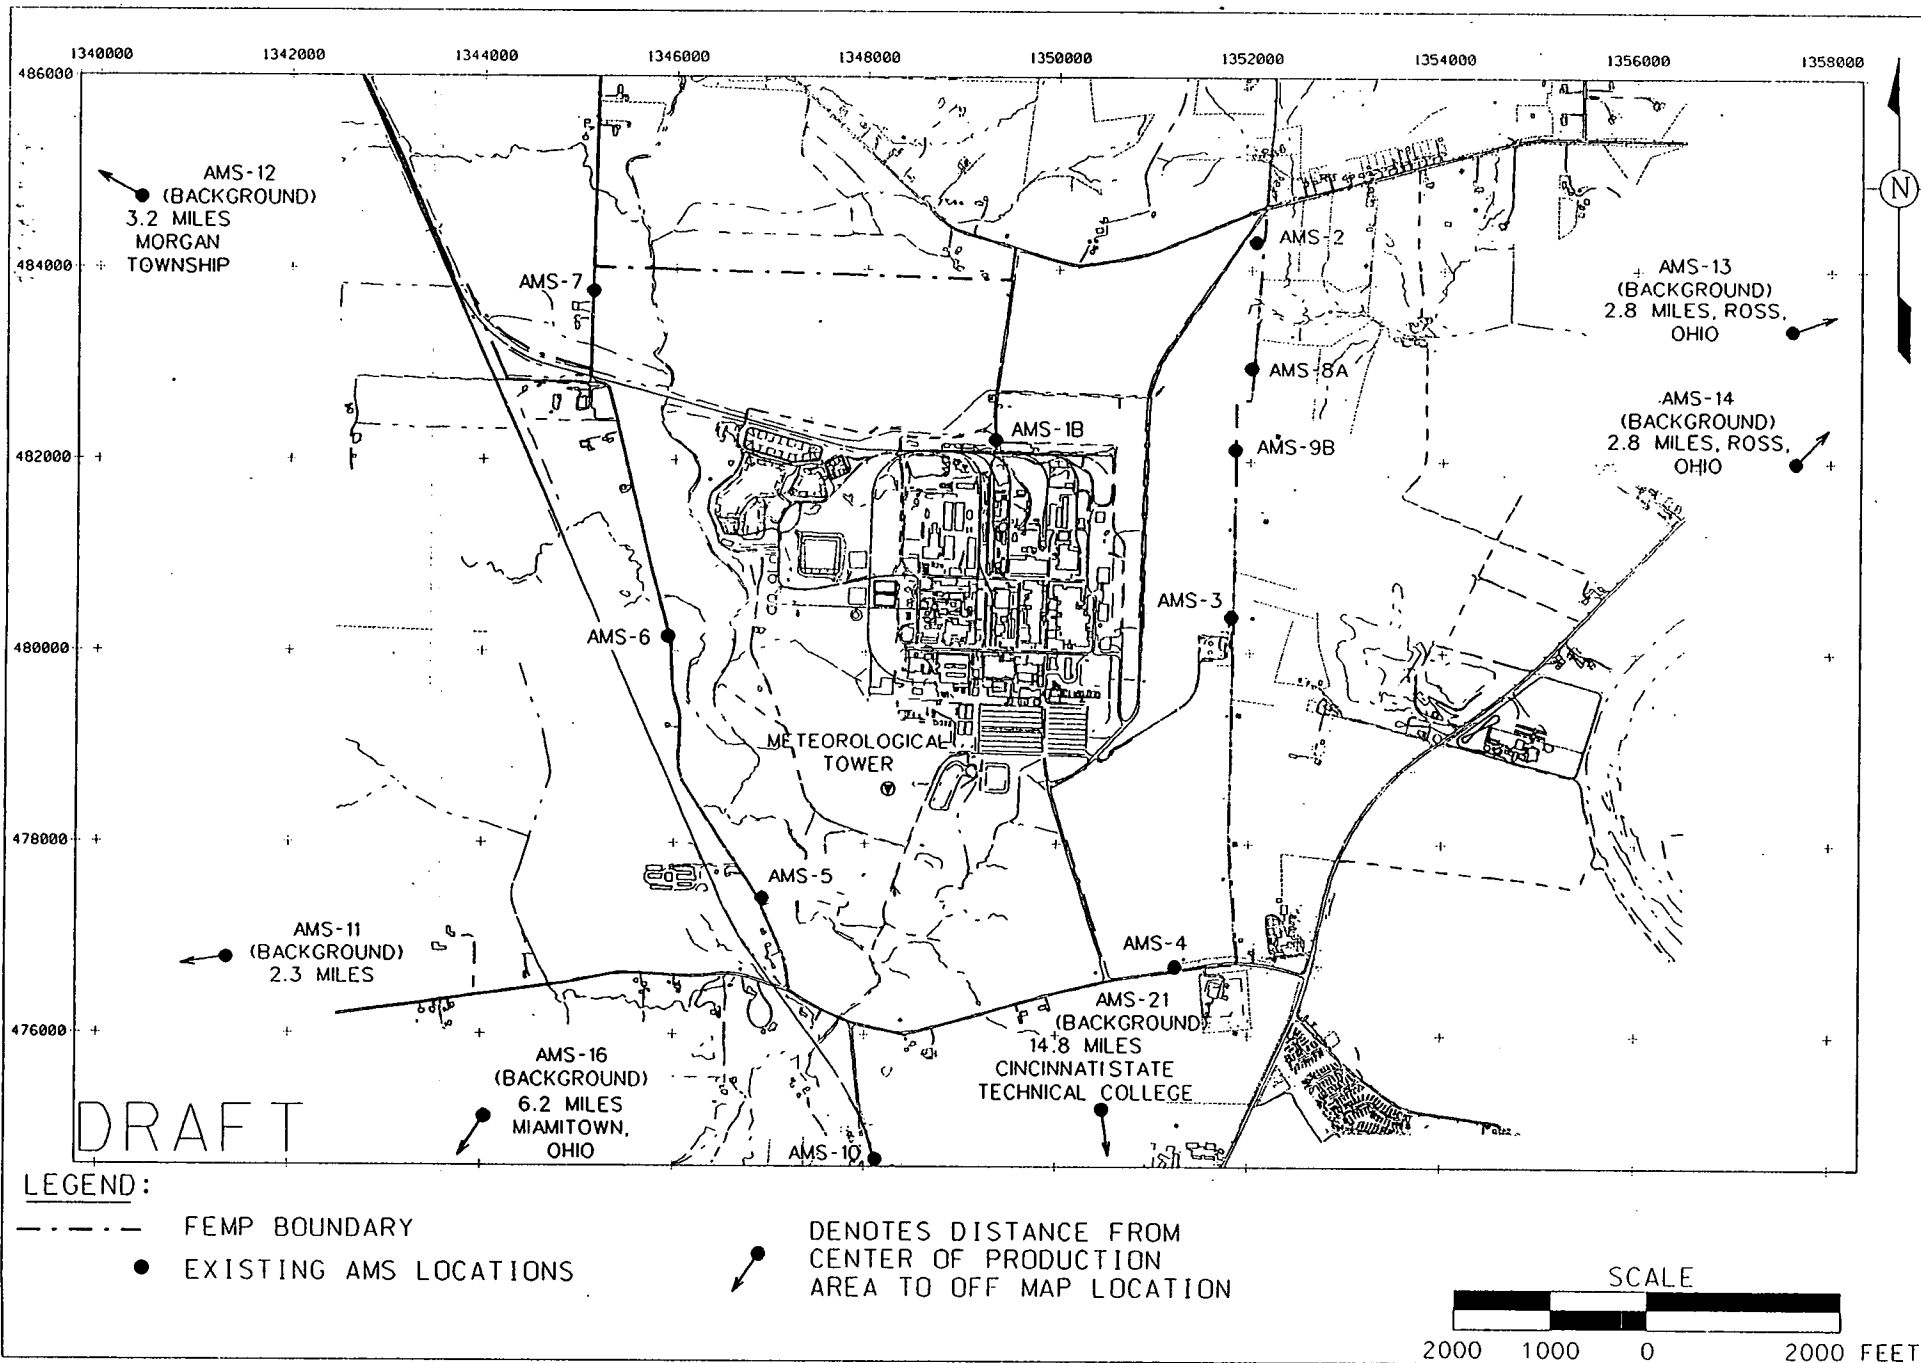 1340000 1342000 1344000 1346000 1348000 1350000 1352000 1354000 1356000 1358000
486000
484000
482000
480000
478000
476000
N
AMS-12
(BACKGROUND)
3.2 MILES
MORGAN
TOWNSHIP
AMS-7
AMS-2
AMS-13
(BACKGROUND)
2.8 MILES, ROSS,
OHIO
AMS-8A
AMS-14
(BACKGROUND)
2.8 MILES, ROSS,
OHIO
AMS-1B
AMS-9B
AMS-3
AMS-6
METEOROLOGICAL
TOWER
AMS-5
AMS-11
(BACKGROUND)
2.3 MILES
AMS-4
AMS-21
(BACKGROUND)
14.8 MILES
CINCINNATI STATE
TECHNICAL COLLEGE
AMS-16
(BACKGROUND)
6.2 MILES
MIAMITOWN,
OHIO
AMS-10
DRAFT
LEGEND:
FEMP BOUNDARY
EXISTING AMS LOCATIONS
DENOTES DISTANCE FROM
CENTER OF PRODUCTION
AREA TO OFF MAP LOCATION
SCALE
2000 1000 0 2000 FEET